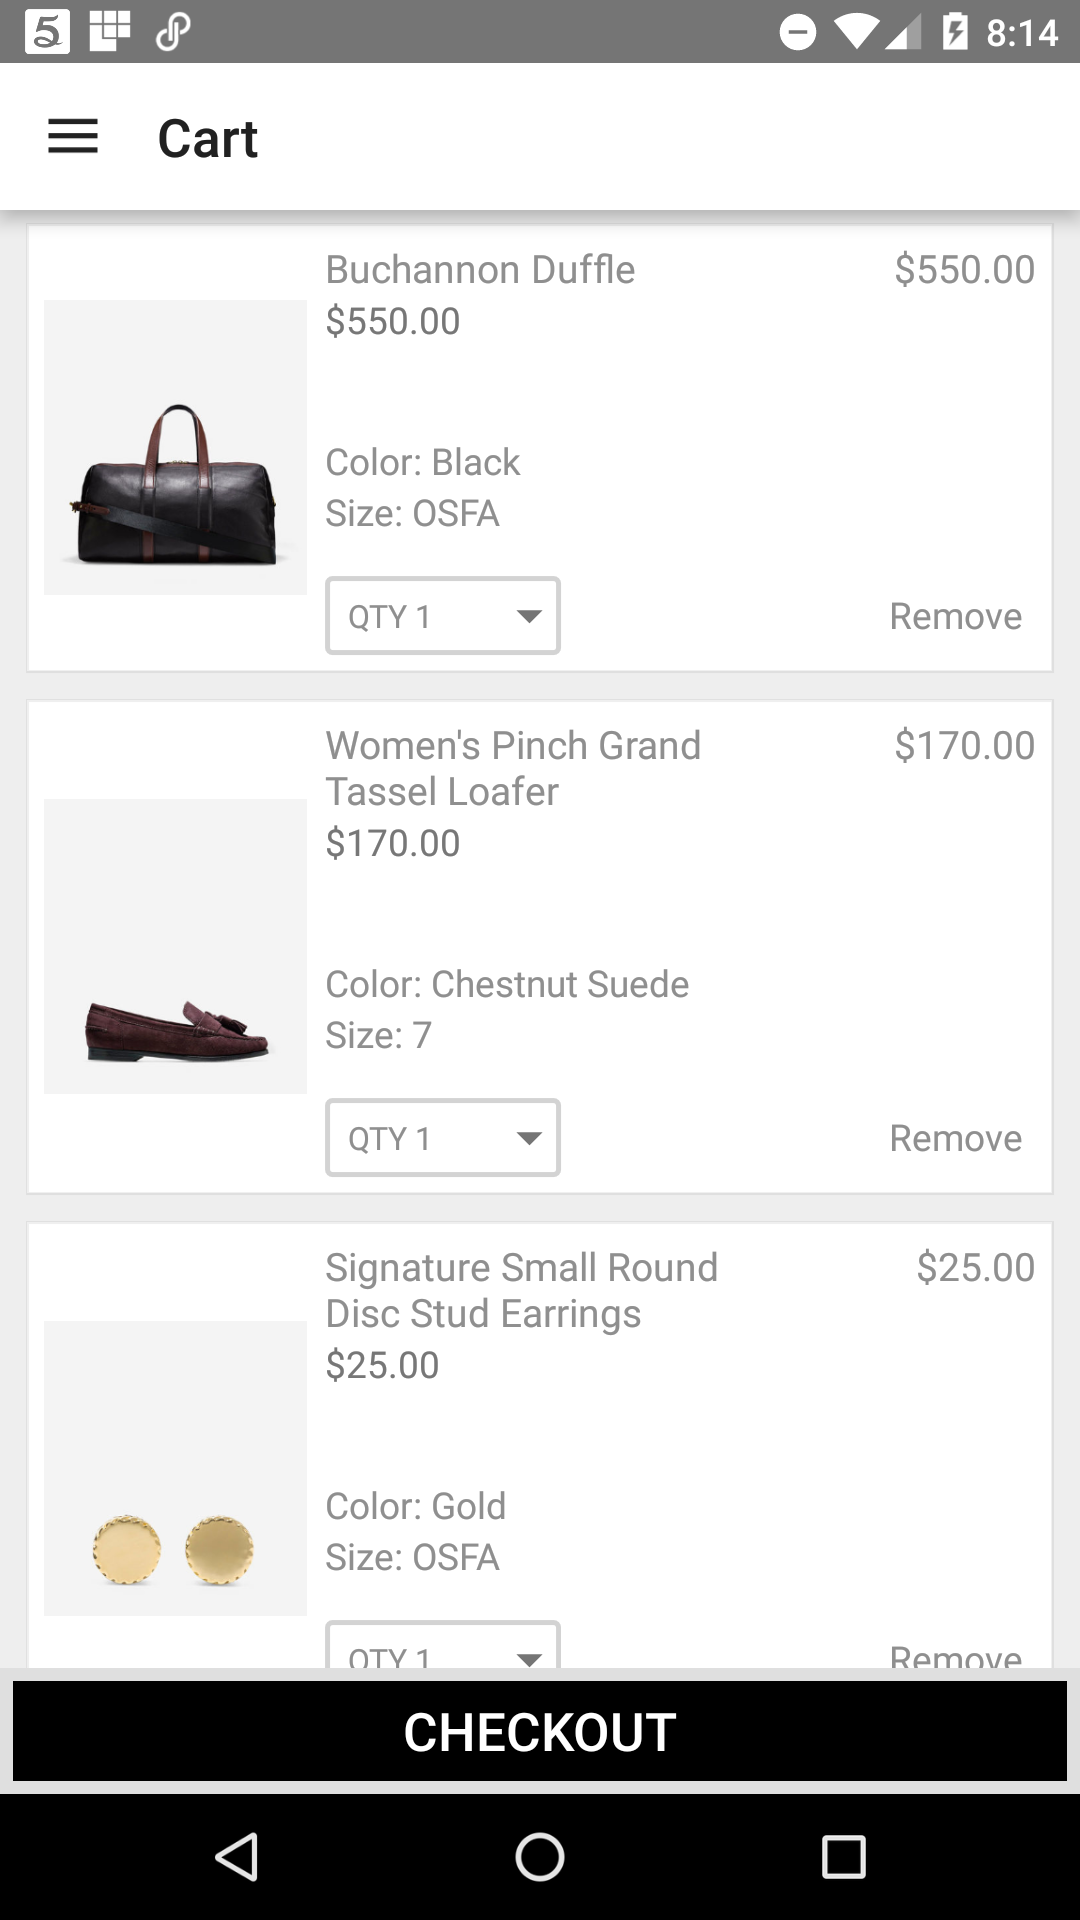 8:14
Cart
Buchannon Duffle
$550.00
$550.00
Color: Black
Size: OSFA
QTY 1
Remove
Women's Pinch Grand
$170.00
Tassel Loafer
$170.00
Color: Chestnut Suede
Size: 7
QTY 1
Remove
Signature Small Round
$25.00
Disc Stud Earrings
$25.00
Color: Gold
Size: OSFA
QTY 1
Remove
CHECKOUT